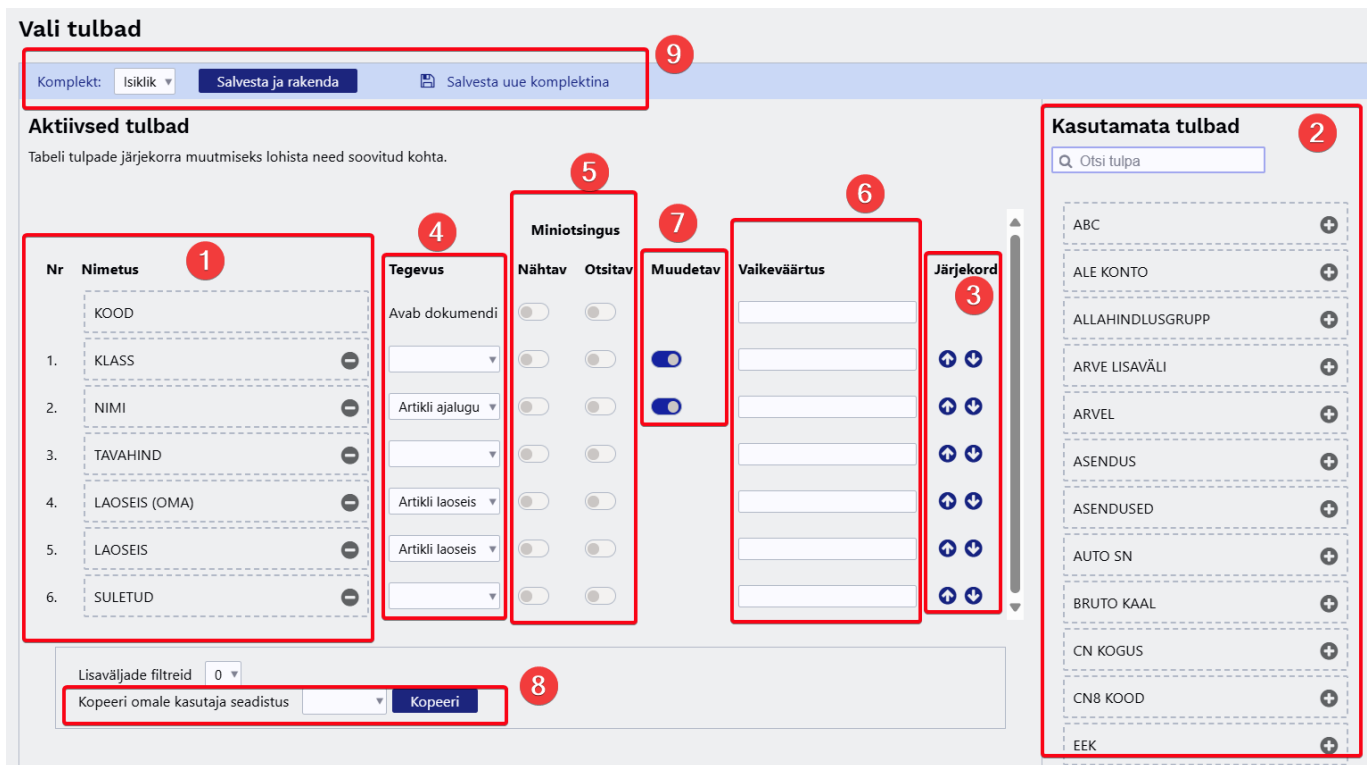 Vali tulbad
9
Komplekt: Isiklik Salvesta ja rakenda Salvesta uue komplektina
Aktiivsed tulbad
Tabeli tulpade järjekorra muutmiseks lohista need soovitud kohta.
5
6
4 Miniotsingus 7
1
Nr Nimetus Tegevus Nähtav Otsitav Muudetav Vaikeväärtus Järjekord
3
KOOD Avab dokumendi
1. KLASS
2. NIMI Artikli ajalugu
3. TAVAHIND
4. LAOSEIS (OMA) Artikli laoseis
5. LAOSEIS Artikli laoseis
6. SULETUD
Lisaväljade filtreid 0
Kopeeri omale kasutaja seadistus Kopeeri 8
Kasutamata tulbad 2
Otsi tulpa
ABC
ALE KONTO
ALLAHINDLUSGRUPP
ARVE LISAVÄLI
ARVEL
ASENDUS
ASENDUSED
AUTO SN
BRUTO KAAL
CN KOGUS
CN8 KOOD
EEK